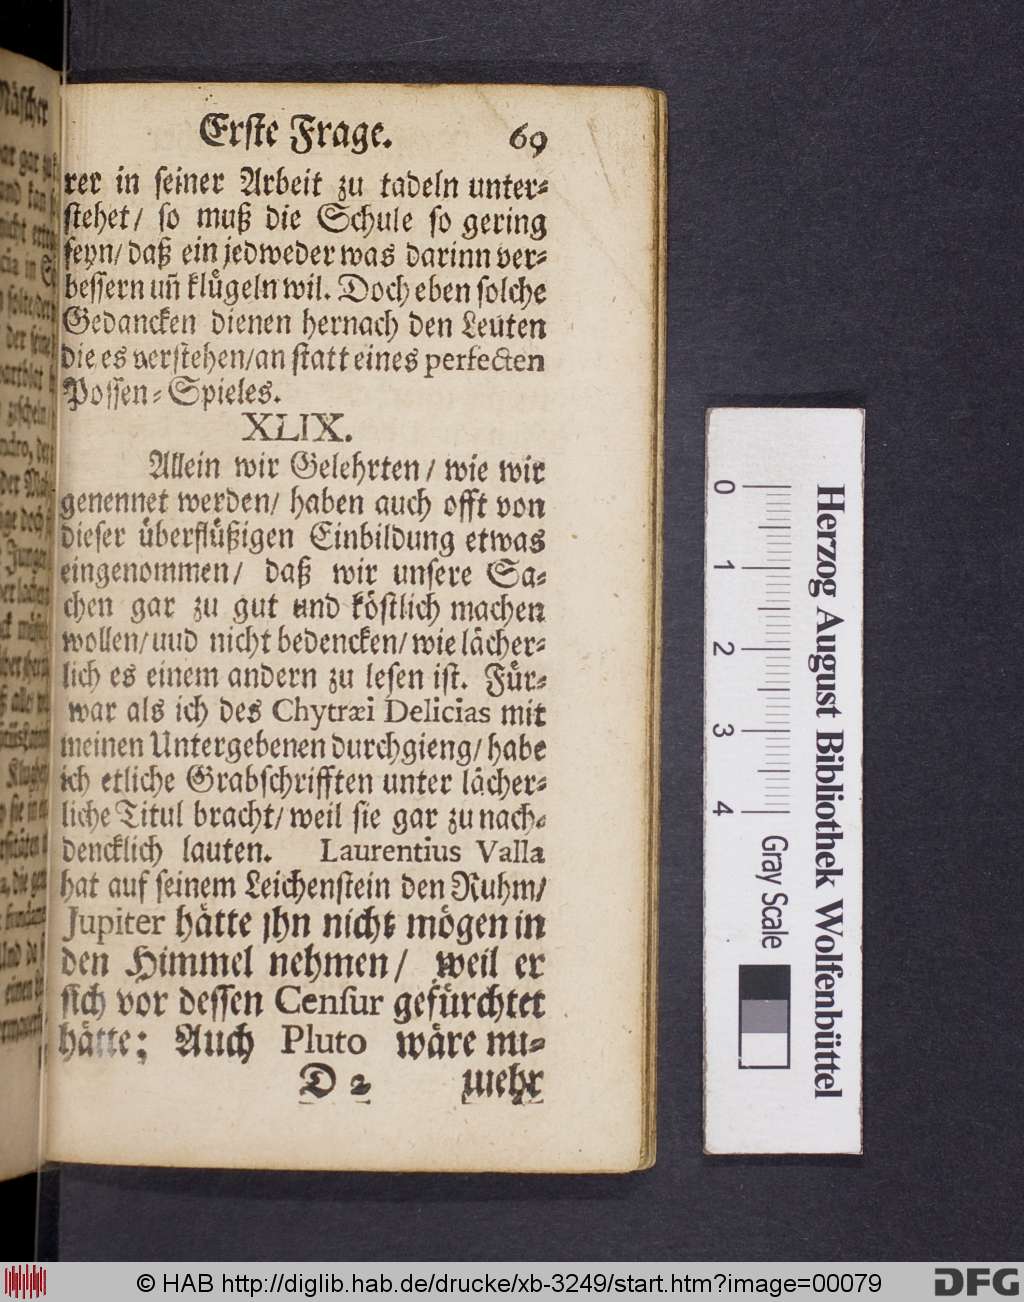 Erste Frage. 69
rer in seiner Arbeit zu tadeln unter⸗
stehet/ so muß die Schule so gering
seyn/ daß ein jedweder was darinn ver⸗
bessern un̄ klůgeln wil. Doch eben solche
Gedancken dienen hernach den Leuten
die es verstehen/ an statt eines perfecten
Possen⸗Spieles.
XLIX.
Allein wir Gelehrten/ wie wir
genennet werden/ haben auch offt von
dieser ůberflůßigen Einbildung etwas
eingenommen/ daß wir unsere Sa⸗
chen gar zu gut und kőstlich machen
wollen/ uud nicht bedencken/ wie lächer⸗
lich es einem andern zu lesen ist. Fůr⸗
war als ich des Chytræi Delicias mit
meinen Untergebenen durchgieng/ habe
ich etliche Grabschrifften unter lächer⸗
liche Titul bracht/ weil sie gar zu nach⸗
dencklich lauten. Laurentius Valla
hat auf seinem Leichenstein den Ruhm/
Jupiter hätte ihn nicht mögen in
den Himmel nehmen/ weil er
sich vor dessen Censur gefürchtet
hätte; Auch Pluto wäre nu⸗
D 2 mehr
Herzog August Bibliothek Wolfenbüttel
0 1 2 3 4 Gray Scale
© HAB http://diglib.hab.de/drucke/xb-3249/start.htm?image=00079
DFG